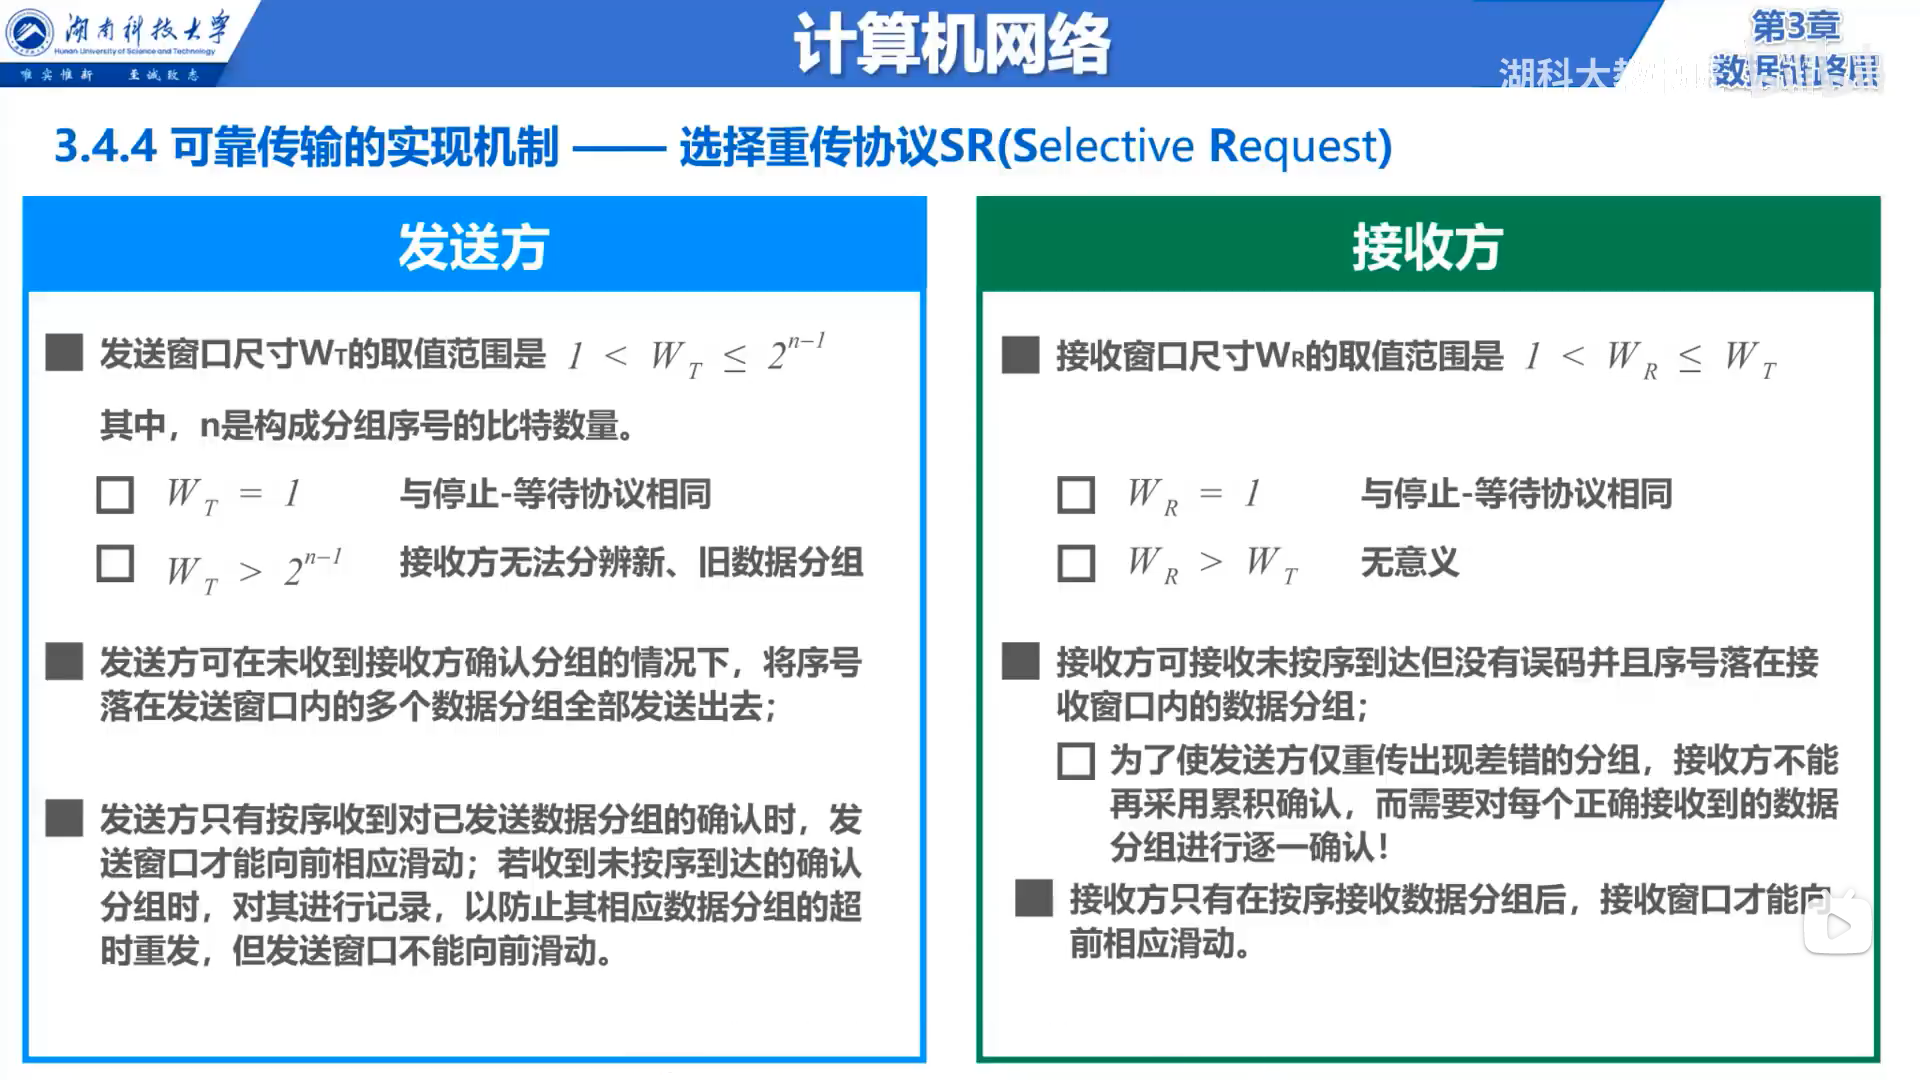 湖南科技大学
Hunan University of Science and Technology
唯实惟新 至诚致志
计算机网络
第3章
数据链路层
湖科大教
3.4.4 可靠传输的实现机制 —— 选择重传协议SR(Selective Request)
发送方
发送窗口尺寸WT的取值范围是 1 < W_T ≤ 2^{n-1}
其中，n是构成分组序号的比特数量。
W_T = 1 与停止-等待协议相同
W_T > 2^{n-1} 接收方无法分辨新、旧数据分组
发送方可在未收到接收方确认分组的情况下，将序号
落在发送窗口内的多个数据分组全部发送出去；
发送方只有按序收到对已发送数据分组的确认时，发
送窗口才能向前相应滑动；若收到未按序到达的确认
分组时，对其进行记录，以防止其相应数据分组的超
时重发，但发送窗口不能向前滑动。
接收方
接收窗口尺寸WR的取值范围是 1 < W_R ≤ W_T
W_R = 1 与停止-等待协议相同
W_R > W_T 无意义
接收方可接收未按序到达但没有误码并且序号落在接
收窗口内的数据分组；
为了使发送方仅重传出现差错的分组，接收方不能
再采用累积确认，而需要对每个正确接收到的数据
分组进行逐一确认！
接收方只有在按序接收数据分组后，接收窗口才能向
前相应滑动。